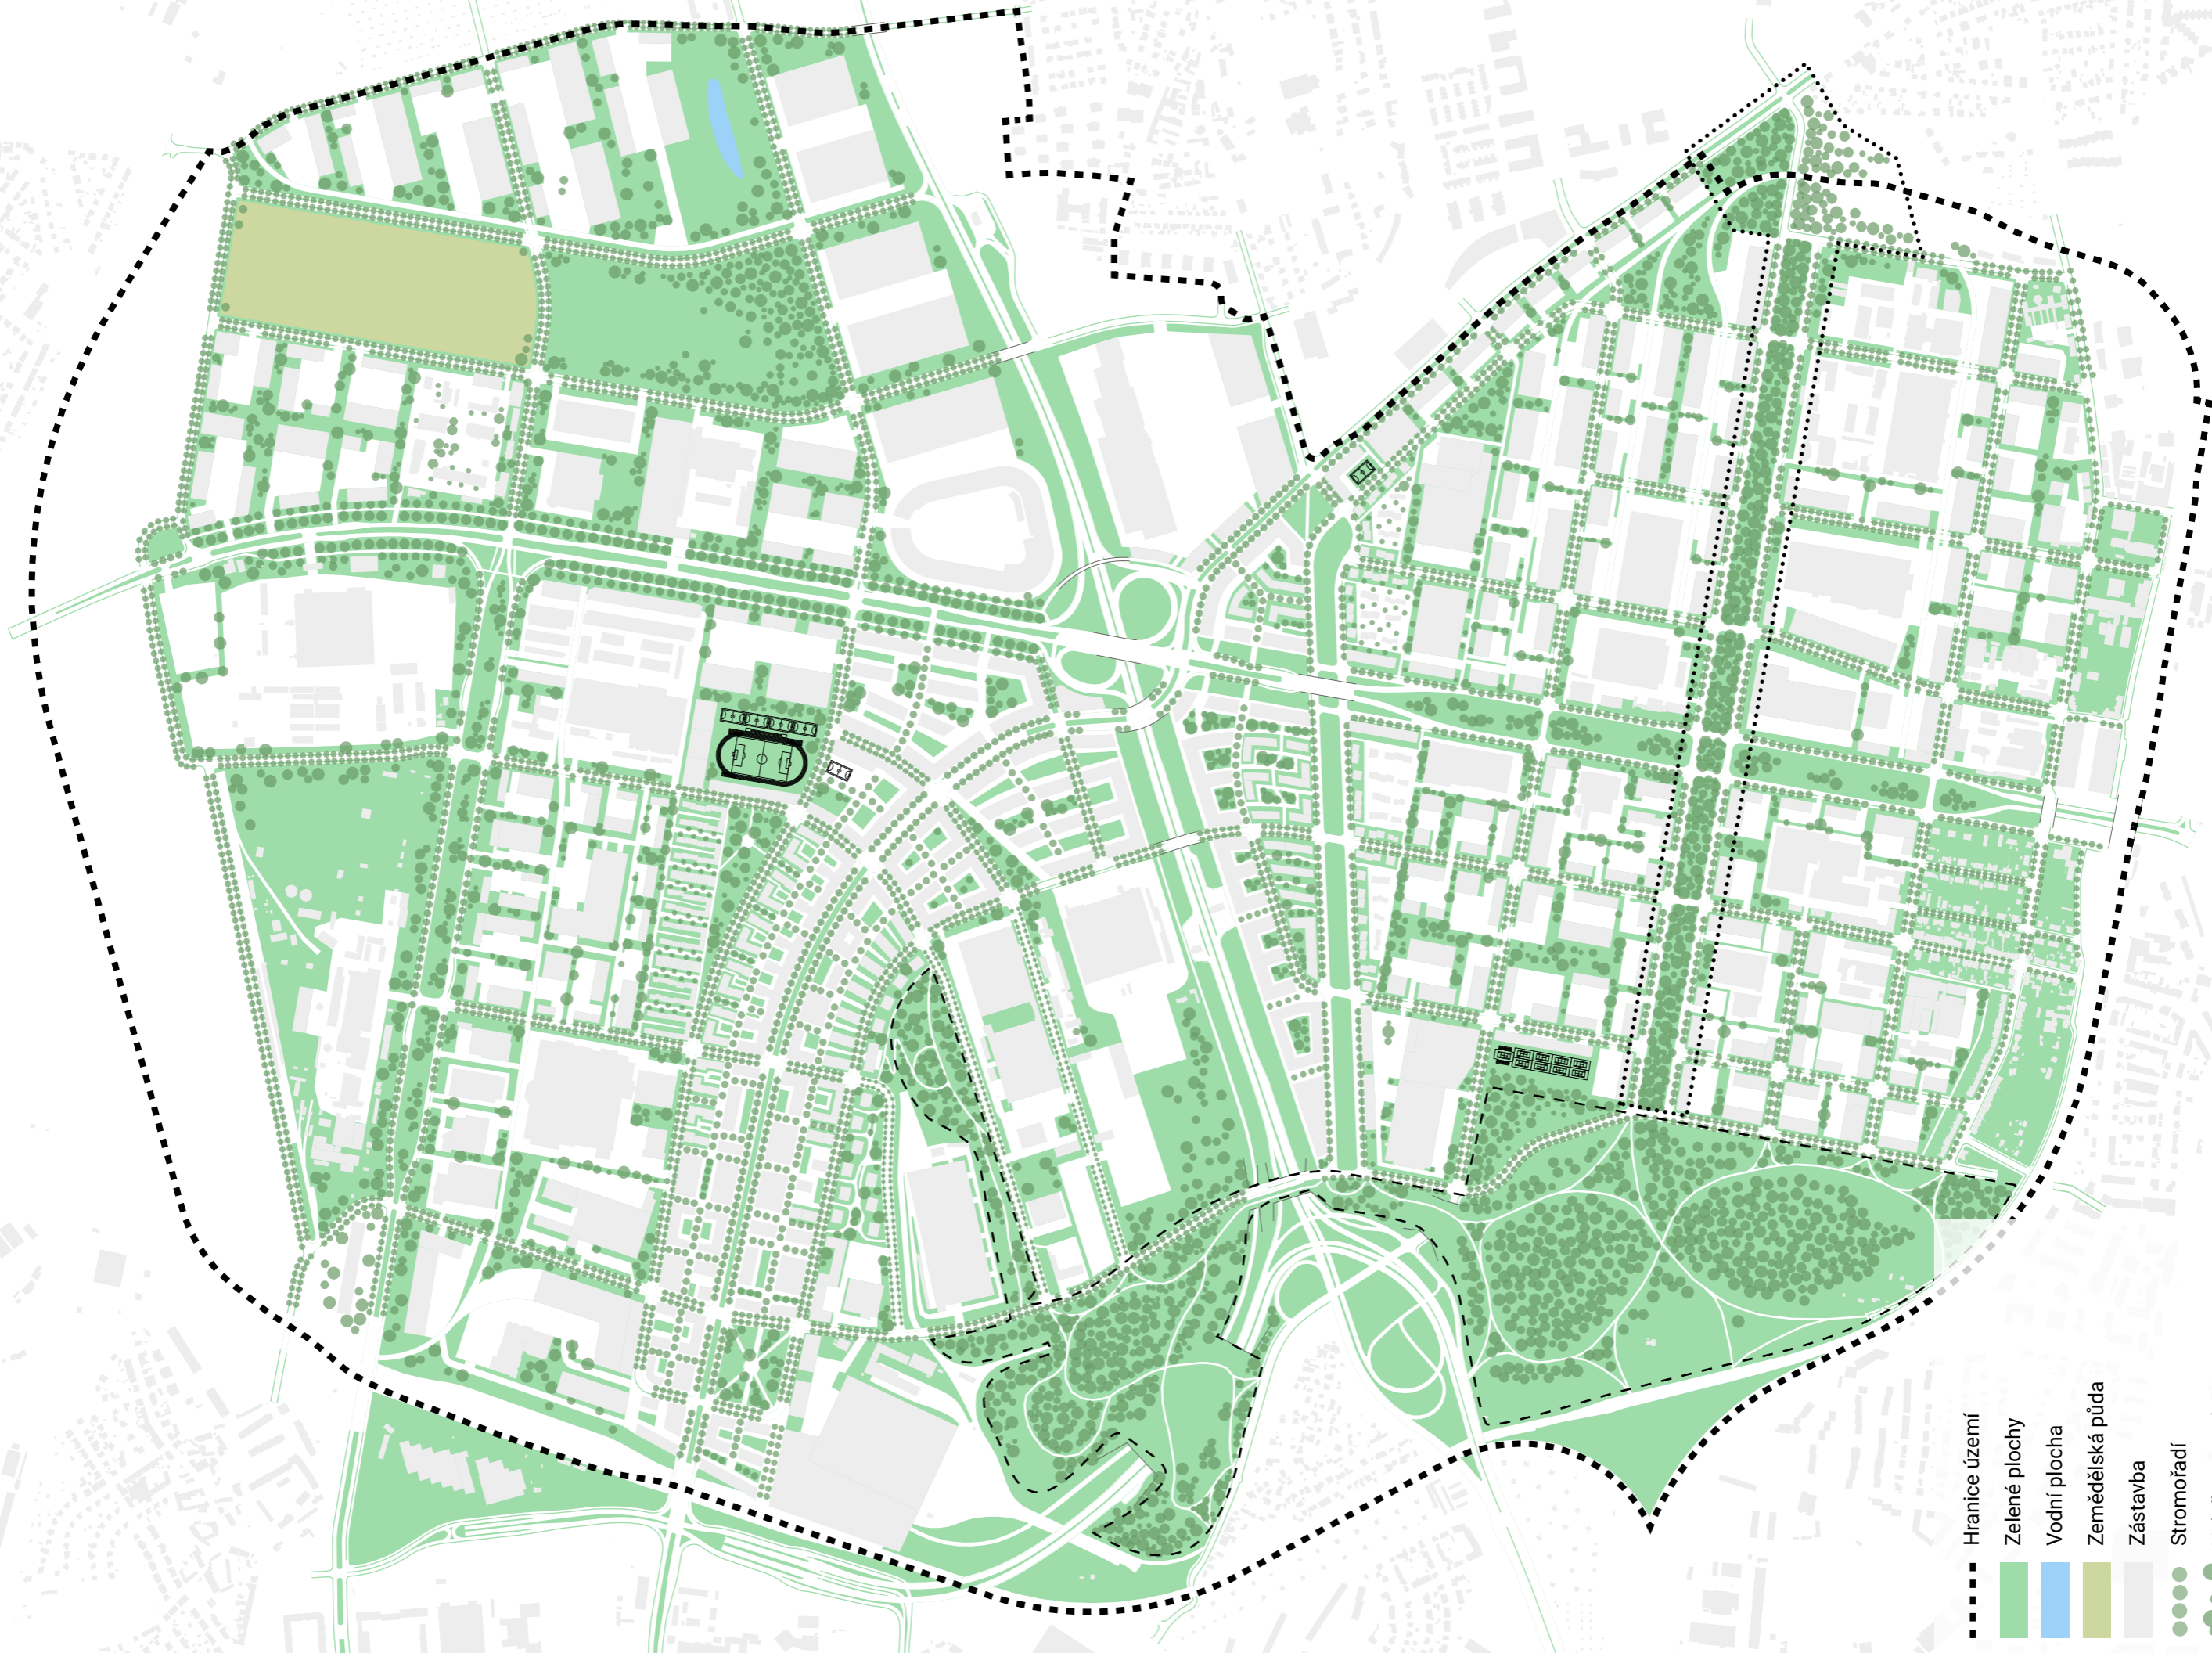 Hranice území
Zelené plochy
Vodní plocha
Zemědělská půda
Zástavba
Stromořadí